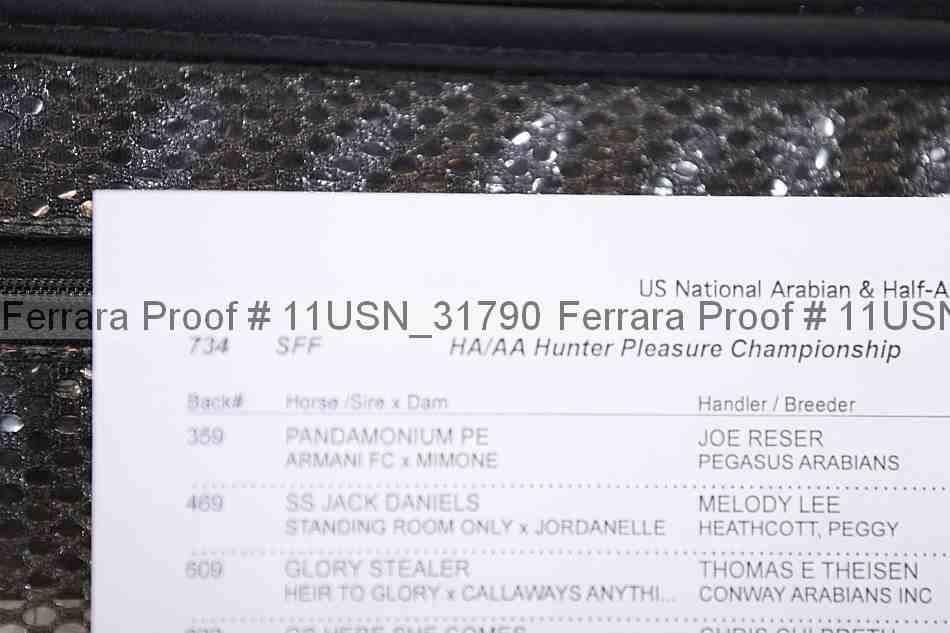 US National Arabian & Half-A
Ferrara Proof # 11USN_31790 Ferrara Proof # 11USN
734 SFF HA/AA Hunter Pleasure Championship
Back# Horse /Sire x Dam Handler / Breeder
359 PANDAMONIUM PE JOE RESER
ARMANI FC x MIMONE PEGASUS ARABIANS
469 SS JACK DANIELS MELODY LEE
STANDING ROOM ONLY x JORDANELLE HEATHCOTT, PEGGY
609 GLORY STEALER THOMAS E THEISEN
HEIR TO GLORY x CALLAWAYS ANYTHI... CONWAY ARABIANS INC